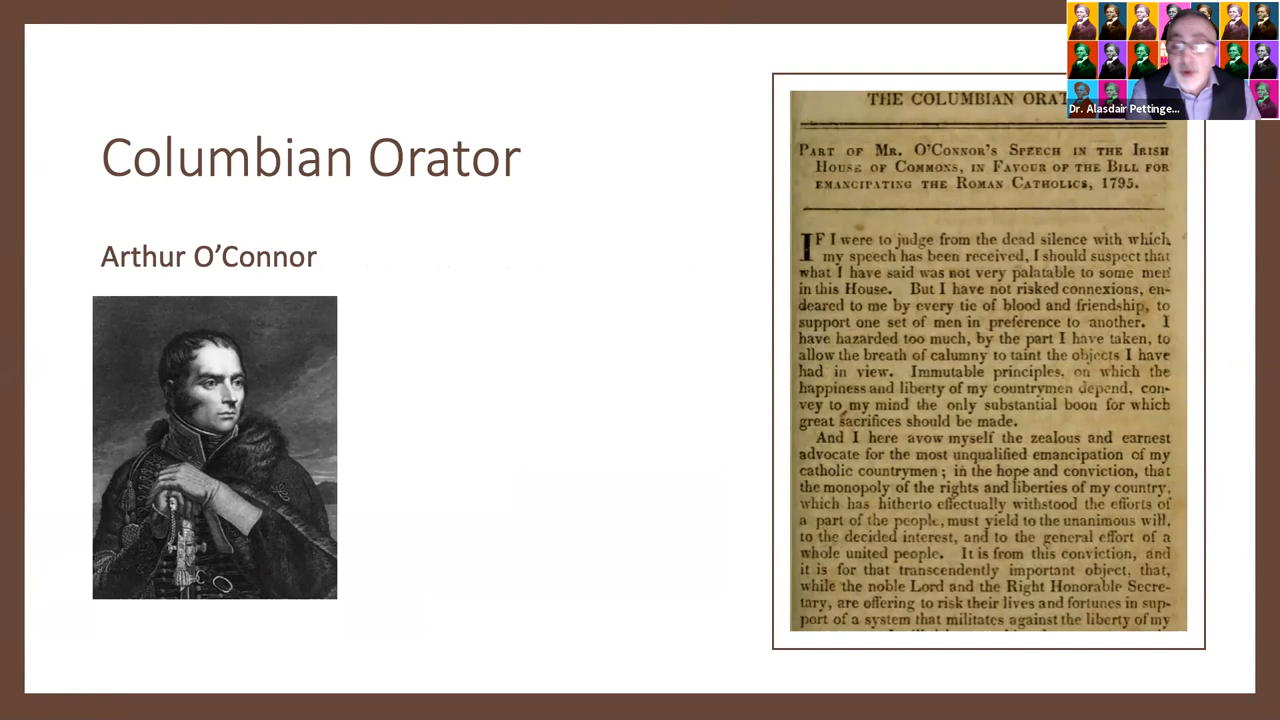 Columbian Orator
Arthur O’Connor
THE COLUMBIAN ORAT
PART OF MR. O’CONNOR’S SPEECH IN THE IRISH
HOUSE OF COMMONS, IN FAVOUR OF THE BILL FOR
EMANCIPATING THE ROMAN CATHOLICS, 1795.
IF I were to judge from the dead silence with which
my speech has been received, I should suspect that
what I have said was not very palatable to some men
in this House. But I have not risked connexions, en-
deared to me by every tie of blood and friendship, to
support one set of men in preference to another. I
have hazarded too much, by the part I have taken, to
allow the breath of calumny to taint the objects I have
had in view. Immutable principles, on which the
happiness and liberty of my countrymen depend, con-
vey to my mind the only substantial boon for which
great sacrifices should be made.
And I here avow myself the zealous and earnest
advocate for the most unqualified emancipation of my
catholic countrymen; in the hope and conviction, that
the monopoly of the rights and liberties of my country,
which has hitherto effectually withstood the efforts of
a part of the people, must yield to the unanimous will,
to the decided interest, and to the general effort of a
whole united people. It is from this conviction, and
it is for that transcendently important object, that,
while the noble Lord and the Right Honorable Secre-
tary, are offering to risk their lives and fortunes in sup-
port of a system that militates against the liberty of my
Dr. Alasdair Pettinge...